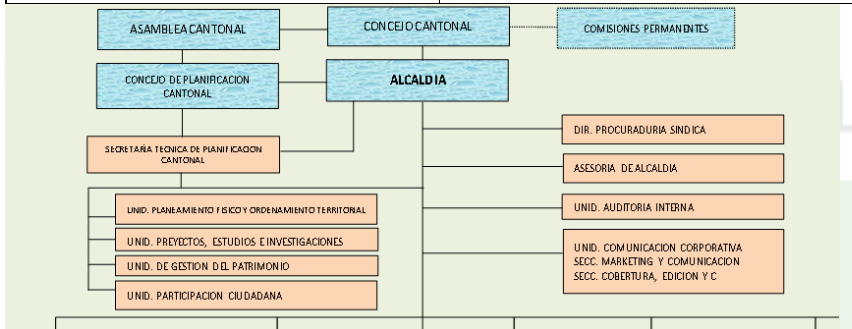 ASAMBLEA CANTONAL
CONCEJO CANTONAL
COMISIONES PERMANENTES
CONCEJO DE PLANIFICACION
CANTONAL
ALCALDIA
SECRETARÍA TECNICA DE PLANIFICACION
CANTONAL
DIR. PROCURADURIA SINDICA
ASESORIA DE ALCALDIA
UNID. AUDITORIA INTERNA
UNID. COMUNICACION CORPORATIVA
SECC. MARKETING Y COMUNICACION
SECC. COBERTURA, EDICION Y C
UNID. PLANEAMIENTO FISICO Y ORDENAMIENTO TERRITORIAL
UNID. PREYECTOS, ESTUDIOS E INVESTIGACIONES
UNID. DE GESTION DEL PATRIMONIO
UNID. PARTICIPACION CIUDADANA